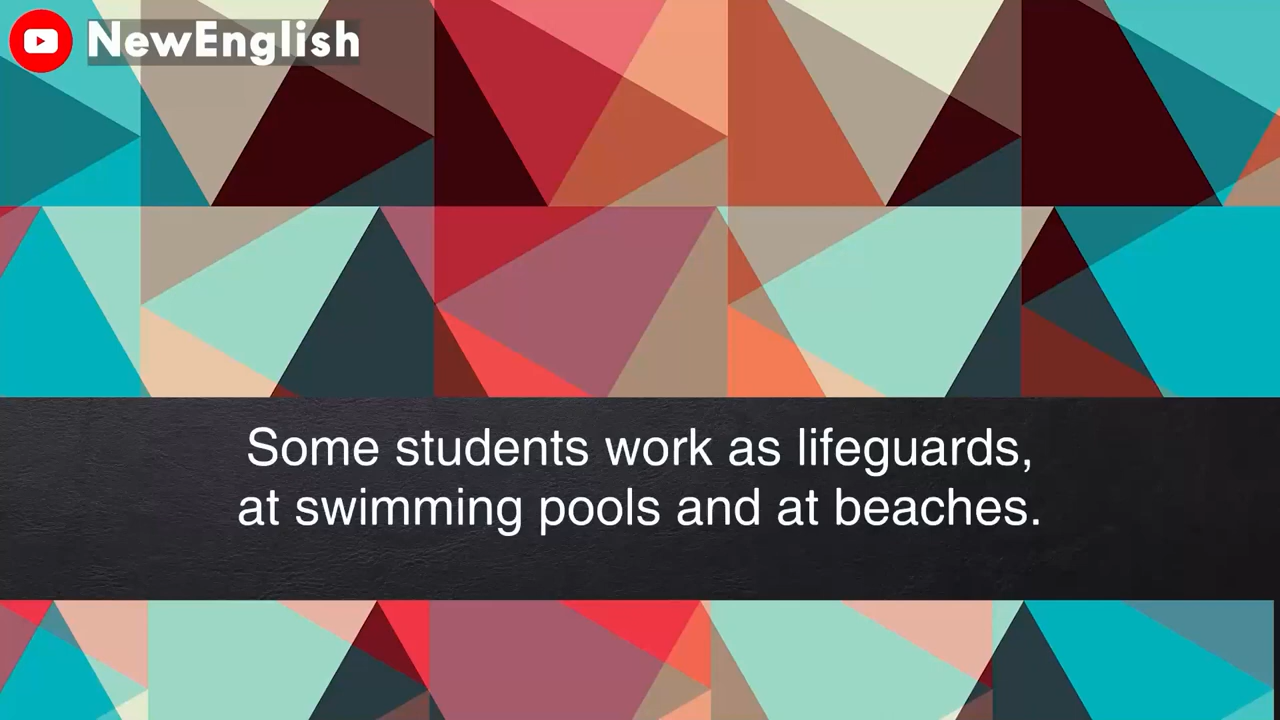 NewEnglish
Some students work as lifeguards,
at swimming pools and at beaches.